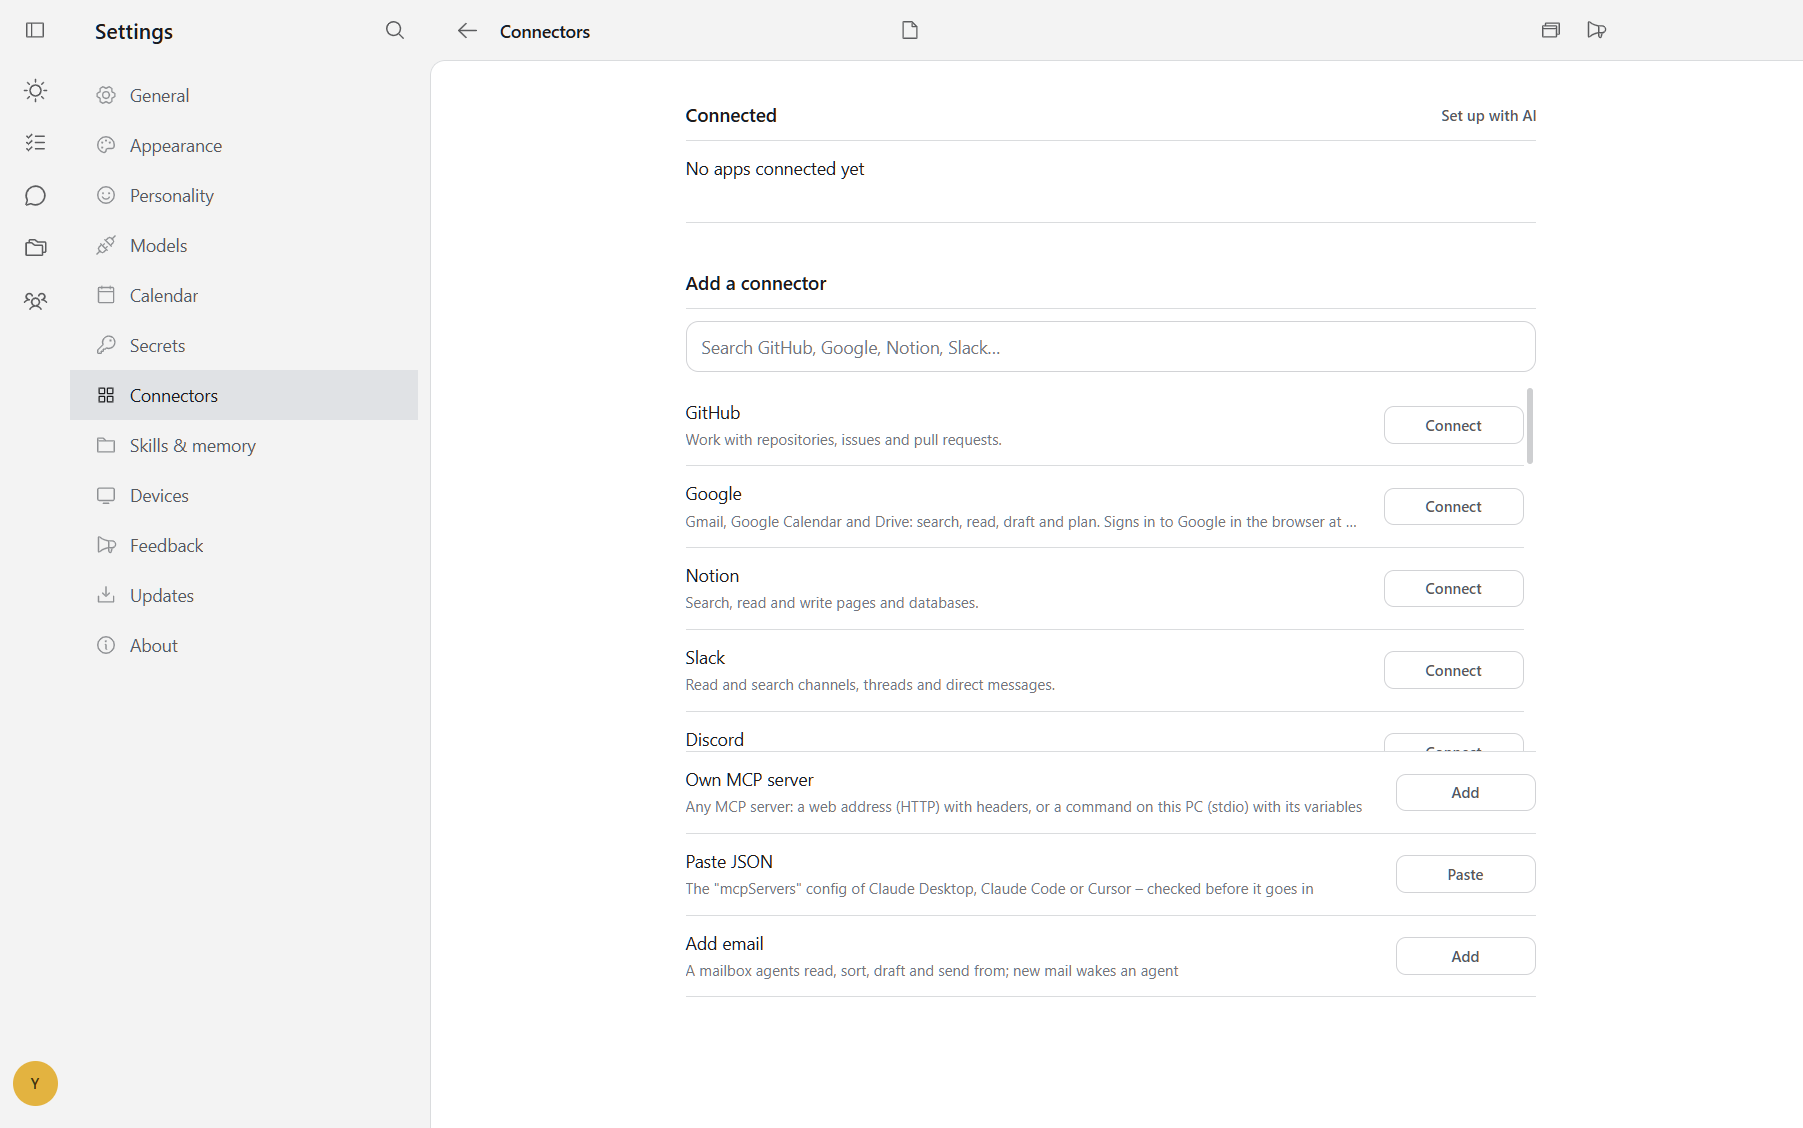 Settings
Connectors
General
Appearance
Personality
Models
Calendar
Secrets
Connectors
Skills & memory
Devices
Feedback
Updates
About
Y
Connected
Set up with AI
No apps connected yet
Add a connector
Search GitHub, Google, Notion, Slack...
GitHub
Work with repositories, issues and pull requests.
Connect
Google
Gmail, Google Calendar and Drive: search, read, draft and plan. Signs in to Google in the browser at ...
Connect
Notion
Search, read and write pages and databases.
Connect
Slack
Read and search channels, threads and direct messages.
Connect
Discord
Connect
Own MCP server
Any MCP server: a web address (HTTP) with headers, or a command on this PC (stdio) with its variables
Add
Paste JSON
The "mcpServers" config of Claude Desktop, Claude Code or Cursor – checked before it goes in
Paste
Add email
A mailbox agents read, sort, draft and send from; new mail wakes an agent
Add